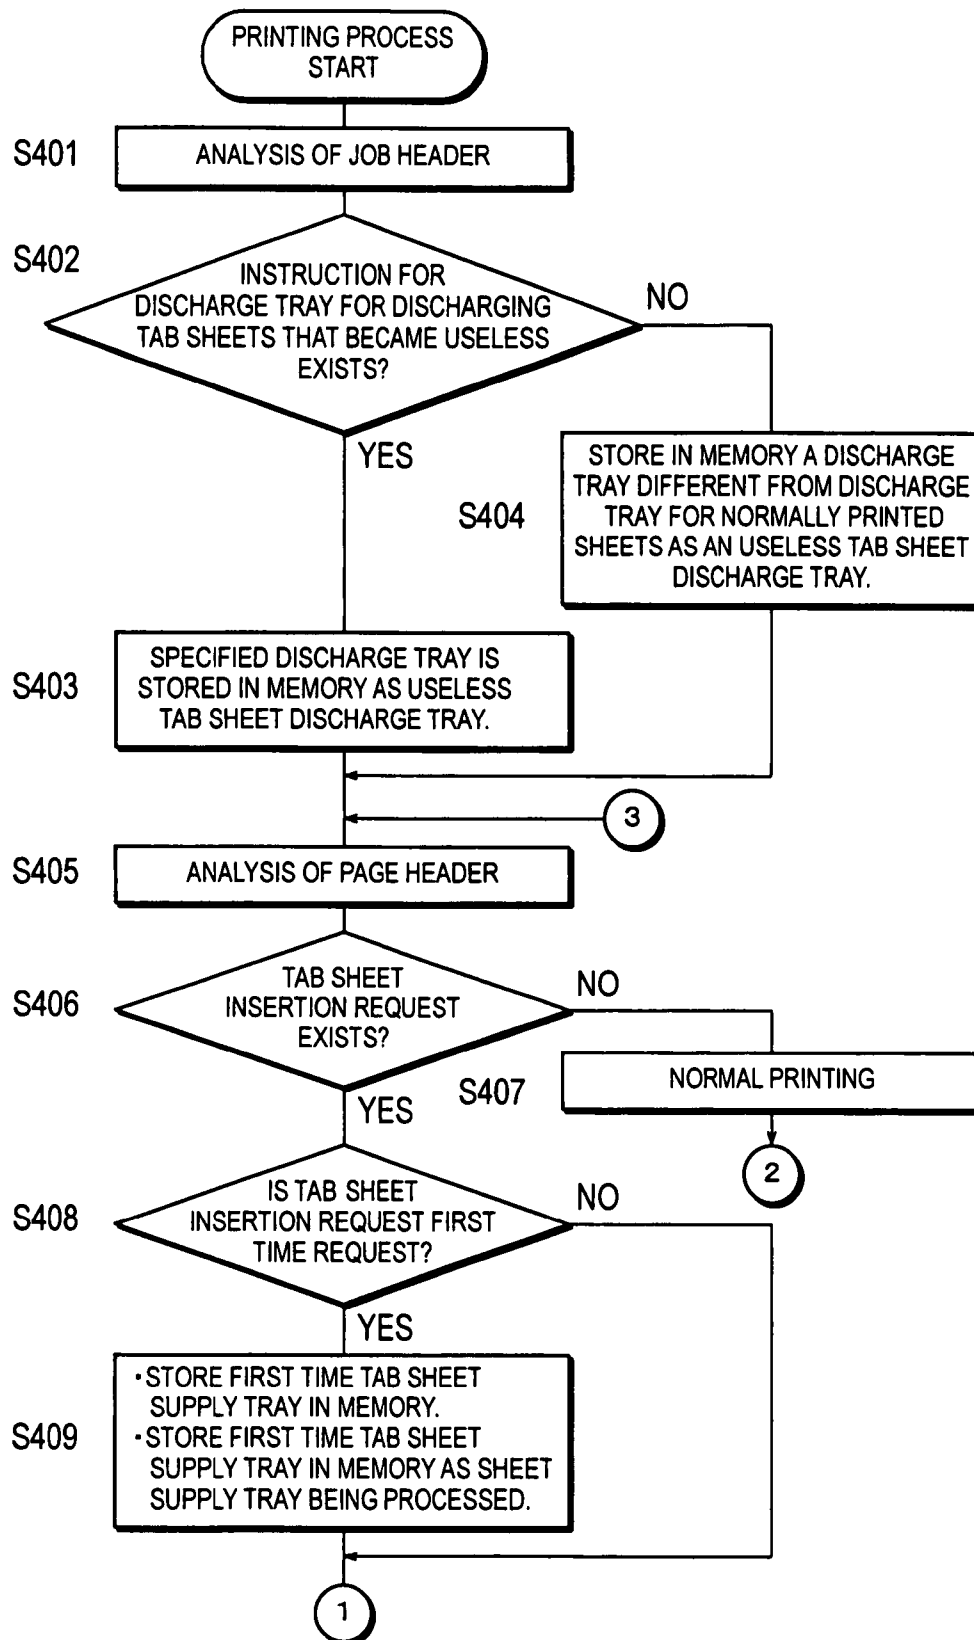 PRINTING PROCESS
START
S401
ANALYSIS OF JOB HEADER
S402
INSTRUCTION FOR
DISCHARGE TRAY FOR DISCHARGING
TAB SHEETS THAT BECAME USELESS
EXISTS?
NO
YES
S404
STORE IN MEMORY A DISCHARGE
TRAY DIFFERENT FROM DISCHARGE
TRAY FOR NORMALLY PRINTED
SHEETS AS AN USELESS TAB SHEET
DISCHARGE TRAY.
S403
SPECIFIED DISCHARGE TRAY IS
STORED IN MEMORY AS USELESS
TAB SHEET DISCHARGE TRAY.
3
S405
ANALYSIS OF PAGE HEADER
S406
TAB SHEET
INSERTION REQUEST
EXISTS?
NO
YES
S407
NORMAL PRINTING
2
S408
IS TAB SHEET
INSERTION REQUEST FIRST
TIME REQUEST?
NO
YES
S409
・STORE FIRST TIME TAB SHEET
SUPPLY TRAY IN MEMORY.
・STORE FIRST TIME TAB SHEET
SUPPLY TRAY IN MEMORY AS SHEET
SUPPLY TRAY BEING PROCESSED.
1